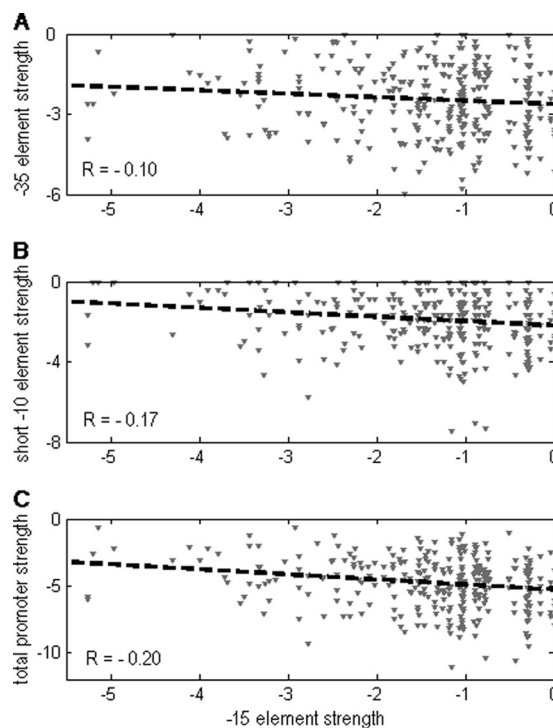 A
0
-3
-6
-35 element strength
R = - 0.10
-5 -4 -3 -2 -1 0
B
0
-4
-8
short -10 element strength
R = - 0.17
-5 -4 -3 -2 -1 0
C
0
-5
-10
total promoter strength
R = - 0.20
-5 -4 -3 -2 -1 0
-15 element strength